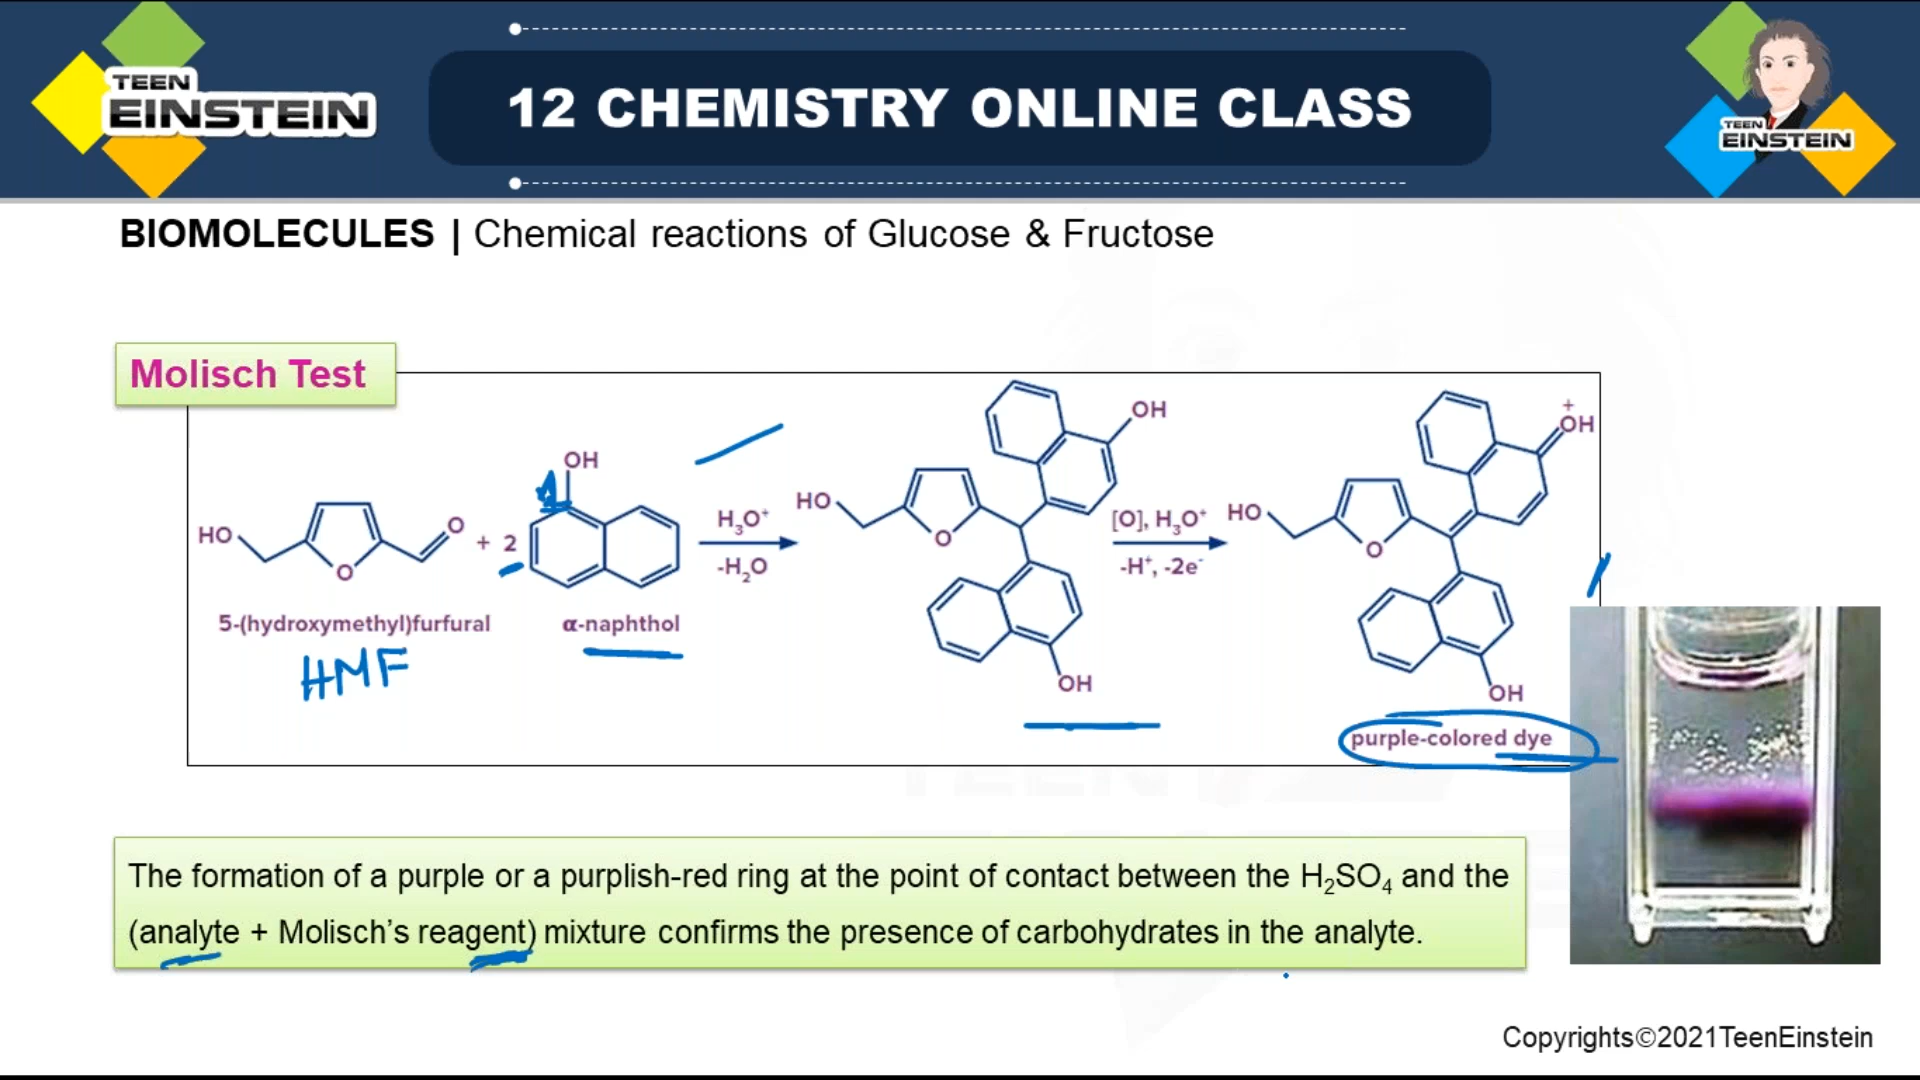 TEEN
EINSTEIN
12 CHEMISTRY ONLINE CLASS
TEEN
EINSTEIN
BIOMOLECULES | Chemical reactions of Glucose & Fructose
Molisch Test
HO
O
O
+ 2
OH
H₃O⁺
-H₂O
HO
O
OH
OH
[O], H₃O⁺
-H⁺, -2e⁻
HO
O
+
OH
OH
5-(hydroxymethyl)furfural
α-naphthol
HMF
purple-colored dye
The formation of a purple or a purplish-red ring at the point of contact between the H₂SO₄ and the
(analyte + Molisch’s reagent) mixture confirms the presence of carbohydrates in the analyte.
Copyrights©2021TeenEinstein